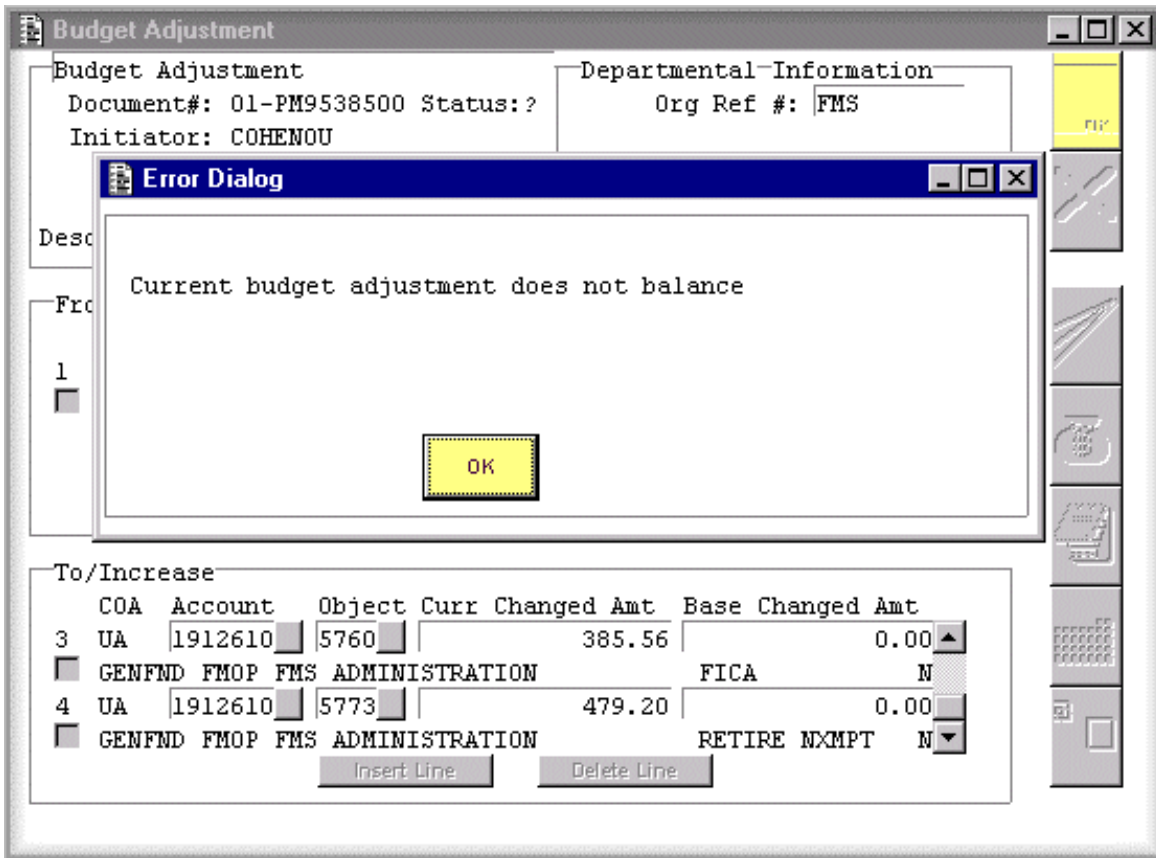 Budget Adjustment
Budget Adjustment
Departmental Information
Document#: 01-PM9538500 Status:?
Org Ref #: FMS
Initiator: COHENOU
Error Dialog
Desc
Current budget adjustment does not balance
Fro
1
OK
To/Increase
COA Account Object Curr Changed Amt Base Changed Amt
3 UA 1912610 5760 385.56 0.00
GENFND FMOP FMS ADMINISTRATION FICA N
4 UA 1912610 5773 479.20 0.00
GENFND FMOP FMS ADMINISTRATION RETIRE NXMPT N
Insert Line Delete Line